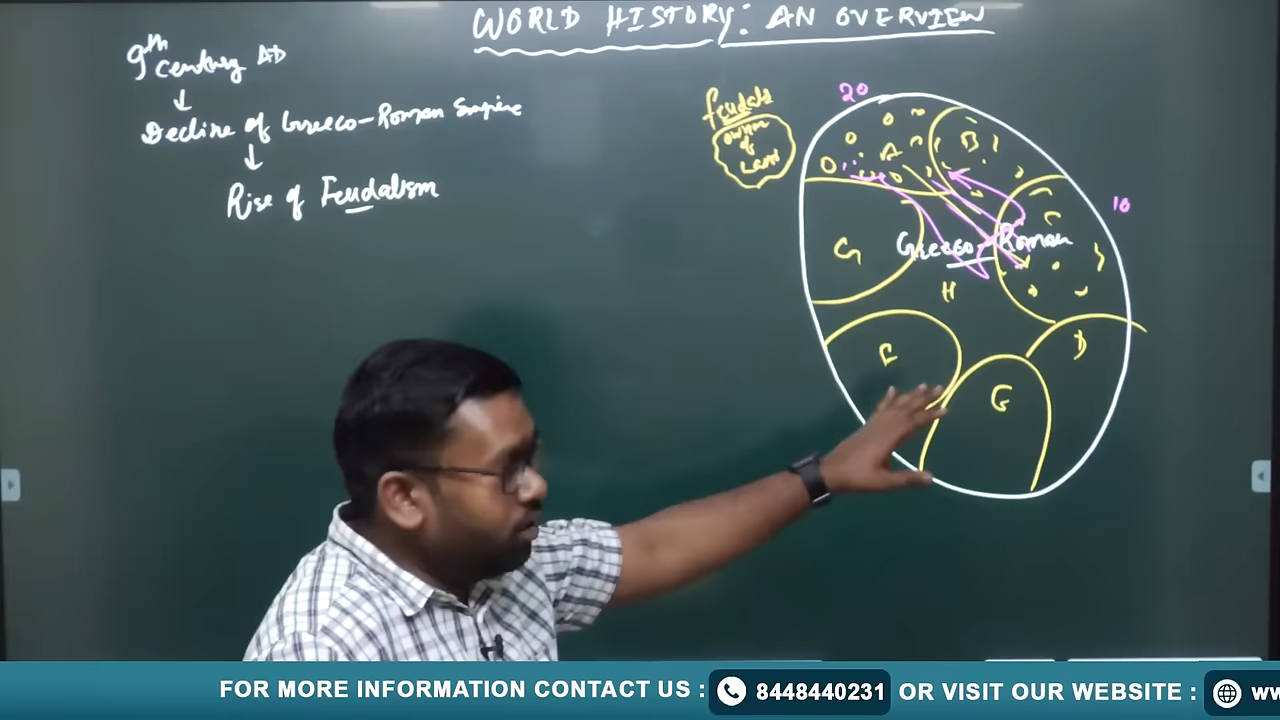 WORLD HISTORY: AN OVERVIEW
9th Century AD
↓
Decline of Greeco-Roman Empire
↓
Rise of Feudalism
feudals
owner
of
Land
20
A
B
10
G
Greeco-Roman
H
E
D
G
FOR MORE INFORMATION CONTACT US : 8448440231 OR VISIT OUR WEBSITE : ww